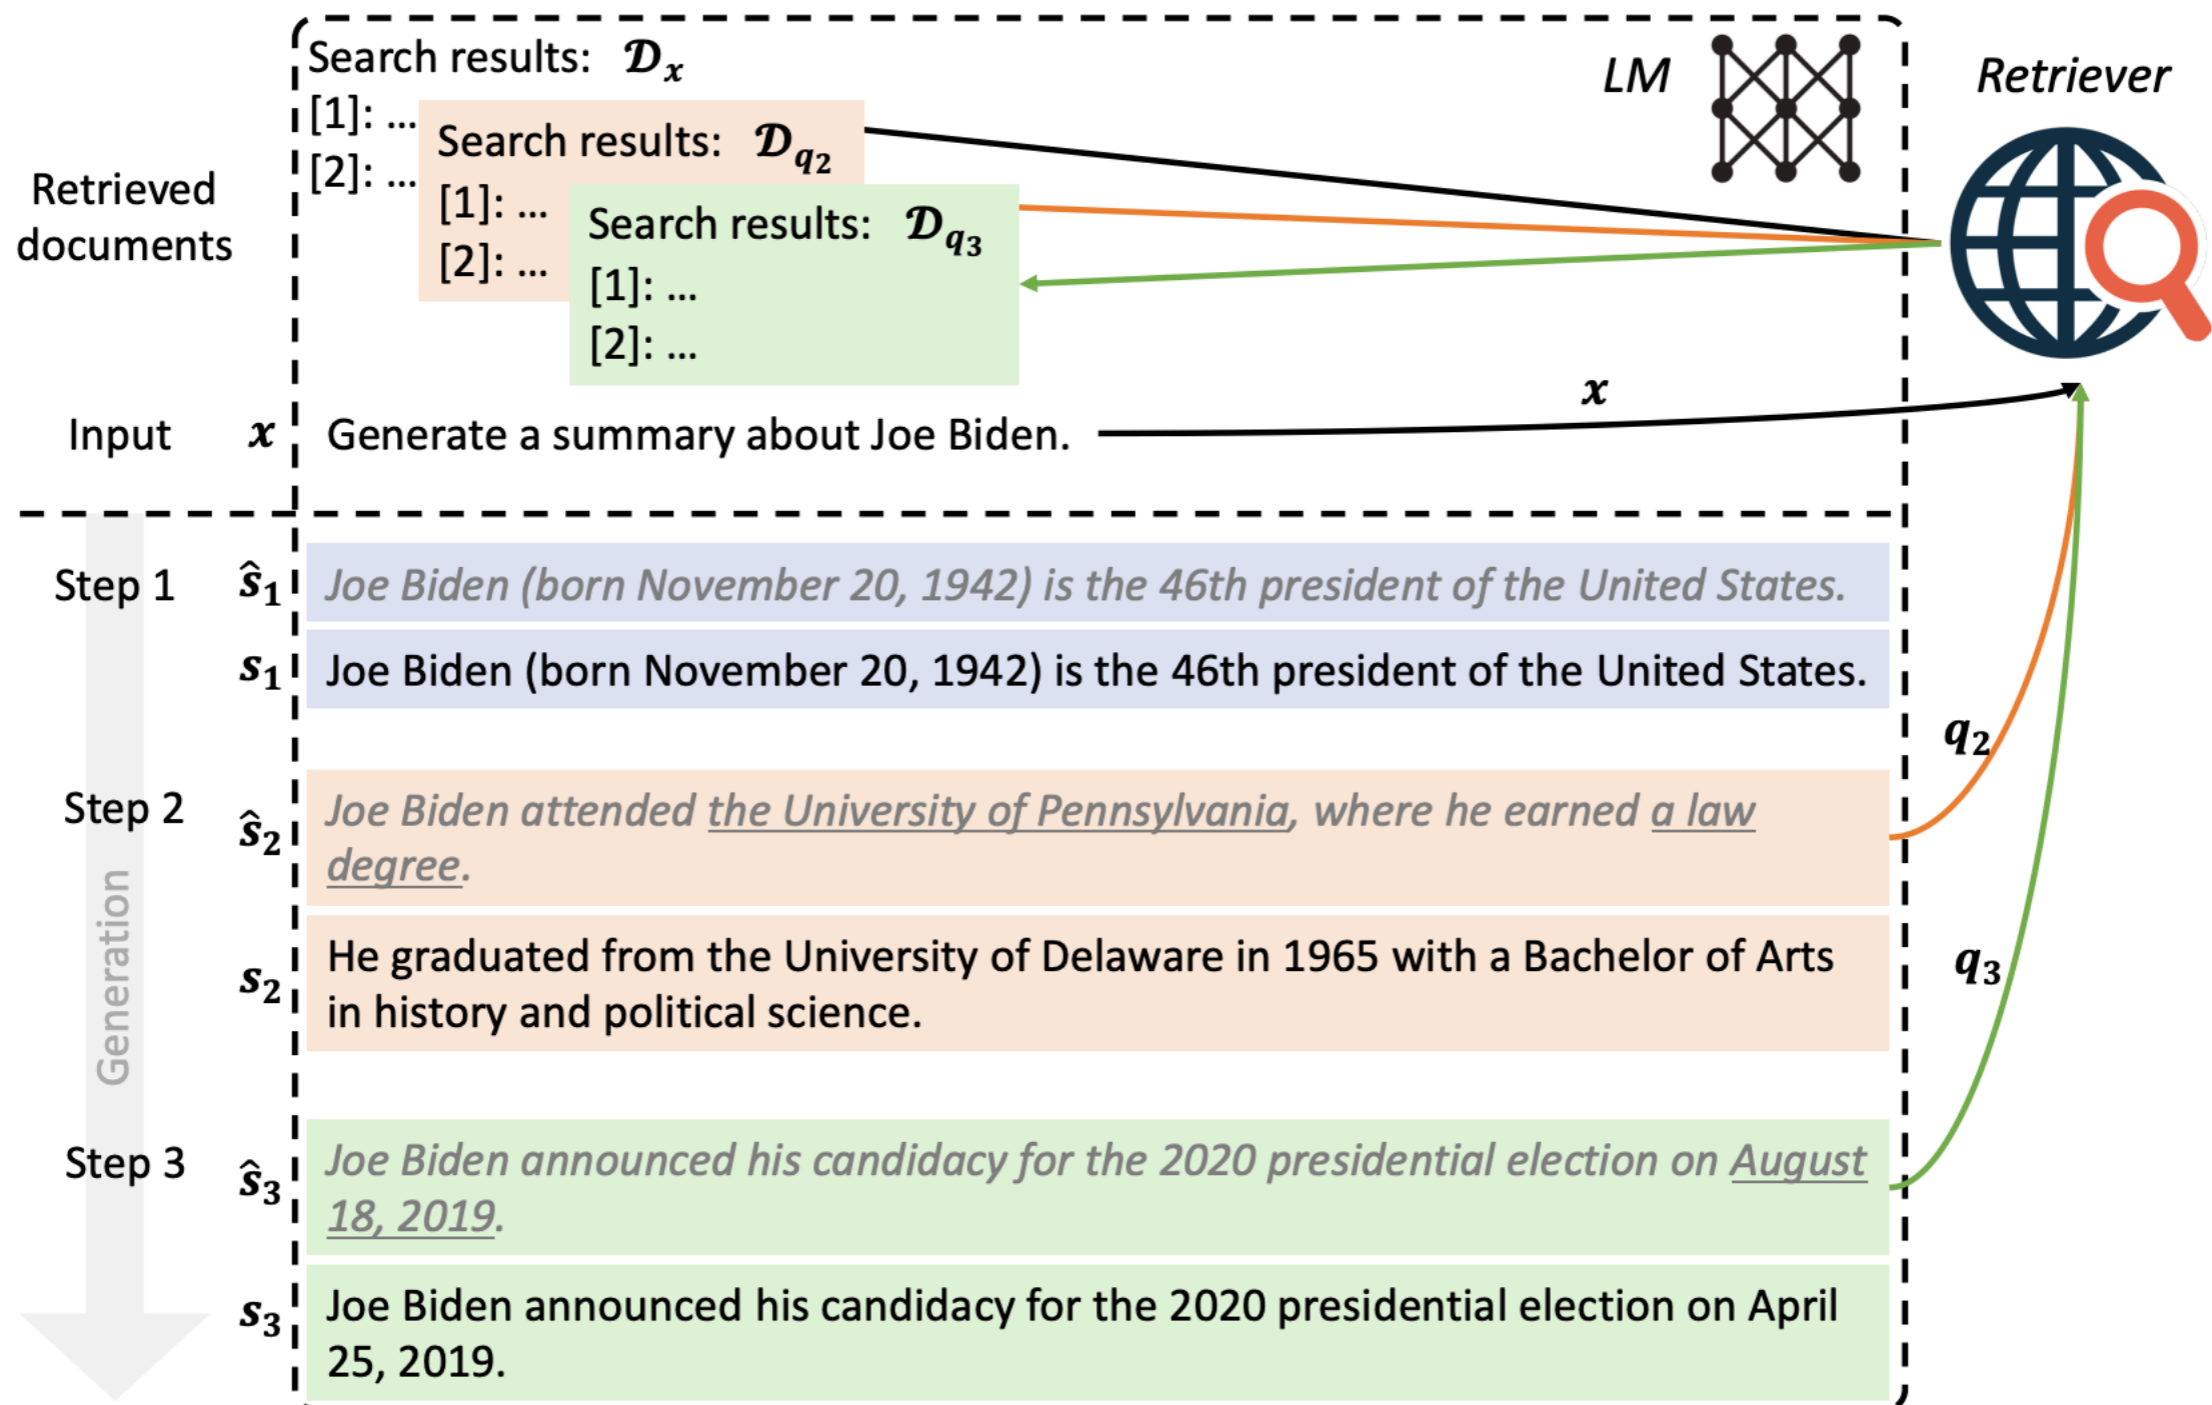 Search results: 𝒟x
[1]: ...
[2]: ...
Search results: 𝒟q2
[1]: ...
[2]: ...
Search results: 𝒟q3
[1]: ...
[2]: ...
LM
Retriever
Retrieved
documents
Input x Generate a summary about Joe Biden.
x
Step 1
ŝ1 Joe Biden (born November 20, 1942) is the 46th president of the United States.
s1 Joe Biden (born November 20, 1942) is the 46th president of the United States.
q2
Step 2
ŝ2 Joe Biden attended the University of Pennsylvania, where he earned a law
degree.
s2 He graduated from the University of Delaware in 1965 with a Bachelor of Arts
in history and political science.
q3
Generation
Step 3
ŝ3 Joe Biden announced his candidacy for the 2020 presidential election on August
18, 2019.
s3 Joe Biden announced his candidacy for the 2020 presidential election on April
25, 2019.